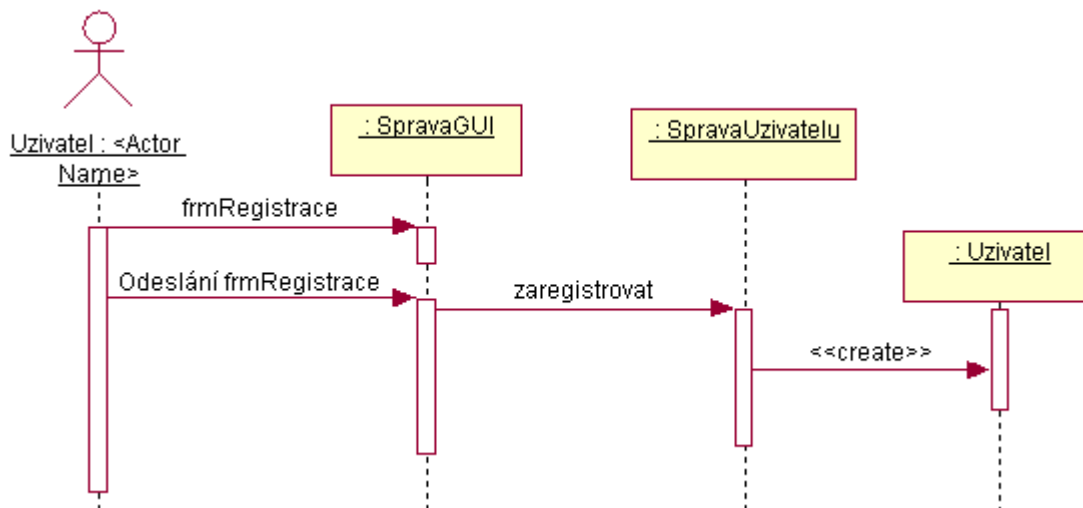 Uzivatel : <Actor
Name>
: SpravaGUI
: SpravaUzivatelu
frmRegistrace
: Uzivatel
Odeslání frmRegistrace
zaregistrovat
<<create>>